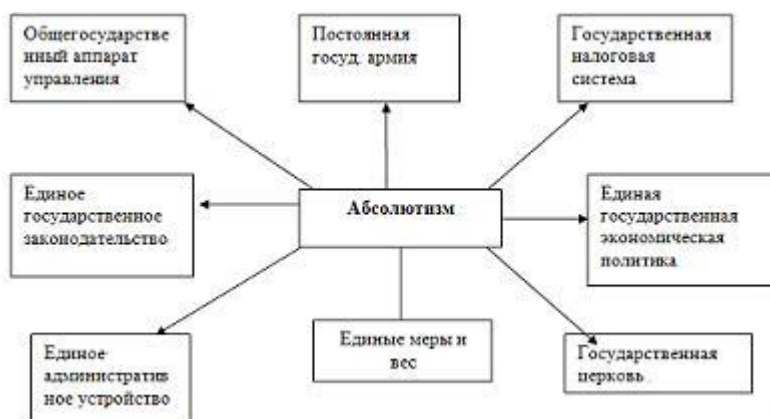 Общегосударстве
нный аппарат
управления
Постоянная
госуд. армия
Государственная
налоговая
система
Единое
государственное
законодательство
Абсолютизм
Единая
государственная
экономическая
политика
Единое
административ
ное устройство
Единые меры и
вес
Государственная
церковь